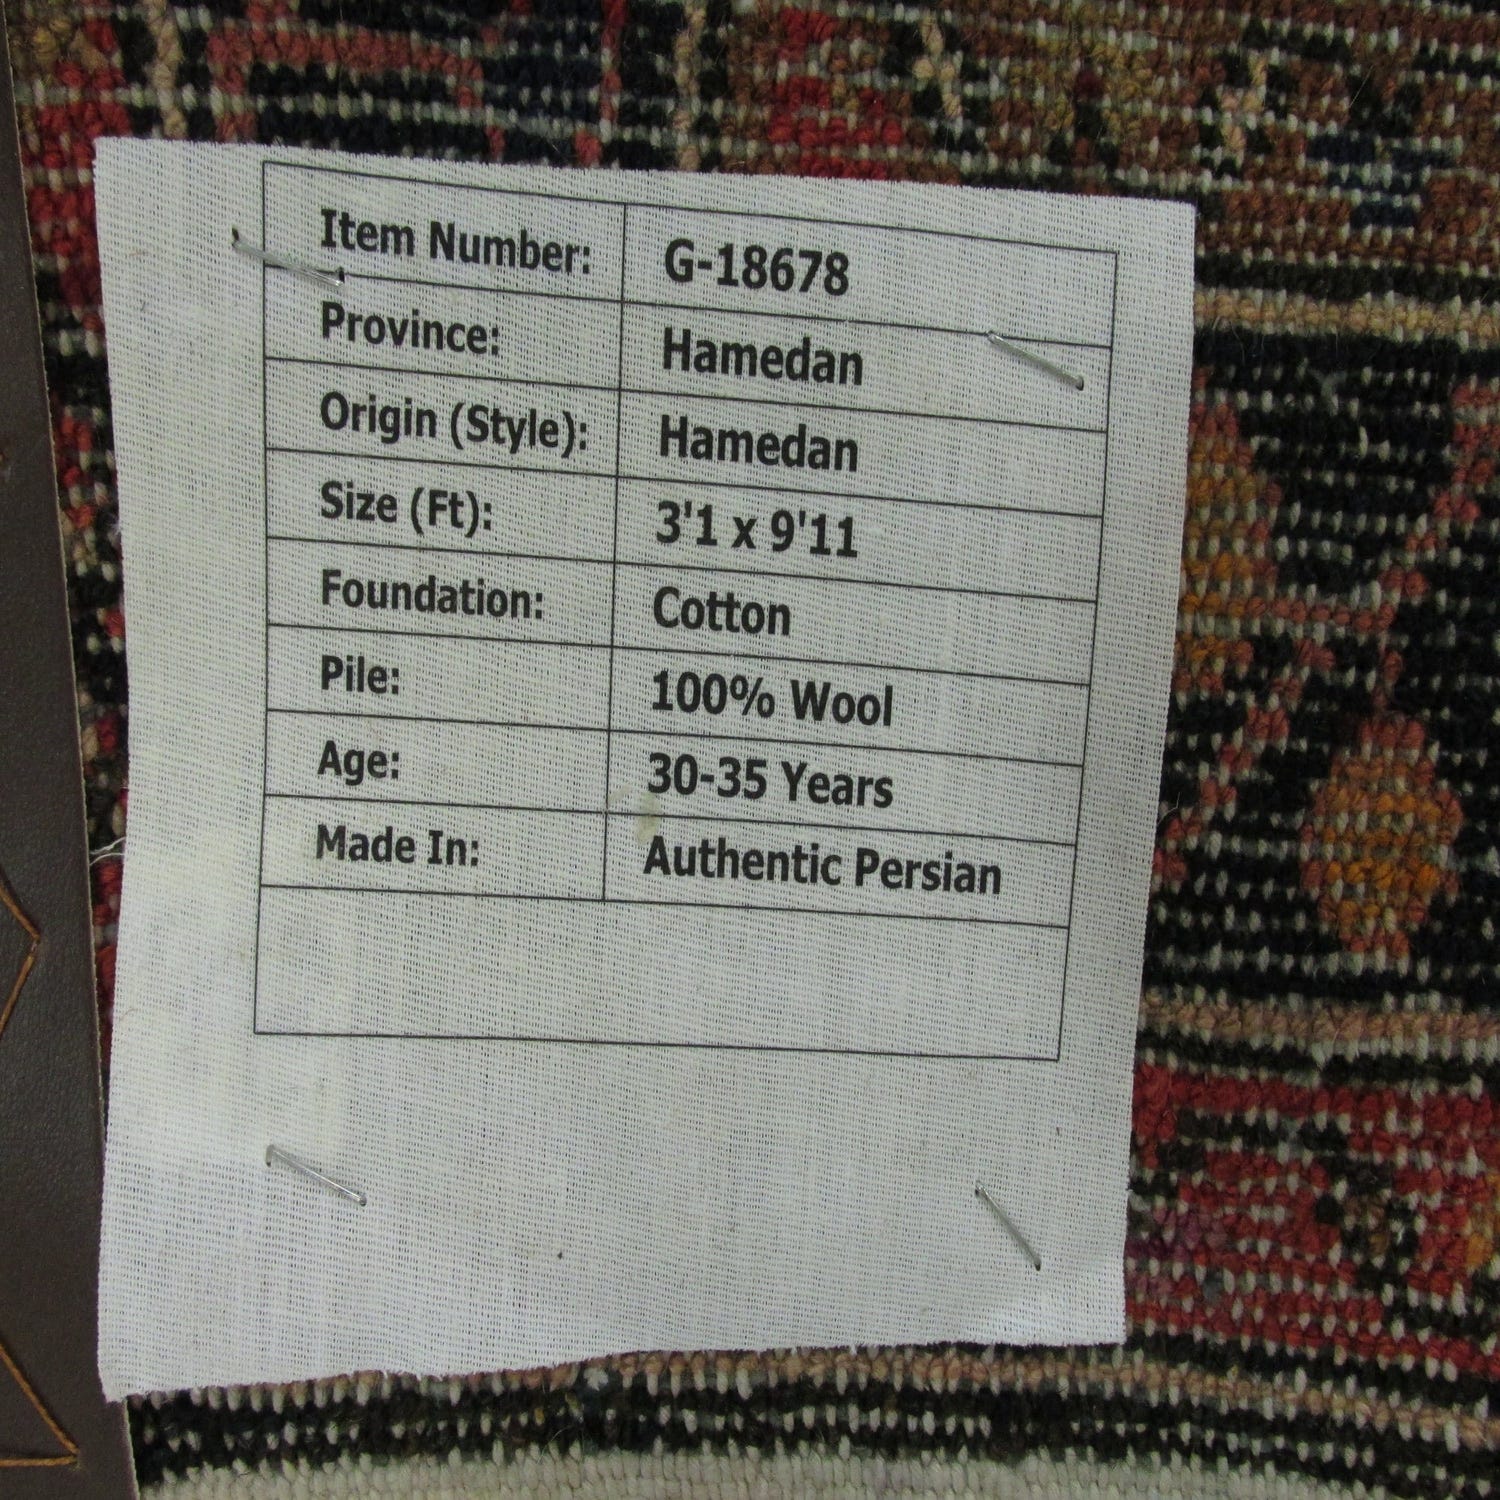 Item Number: G-18678
Province: Hamedan
Origin (Style): Hamedan
Size (Ft): 3'1 x 9'11
Foundation: Cotton
Pile: 100% Wool
Age: 30-35 Years
Made In: Authentic Persian